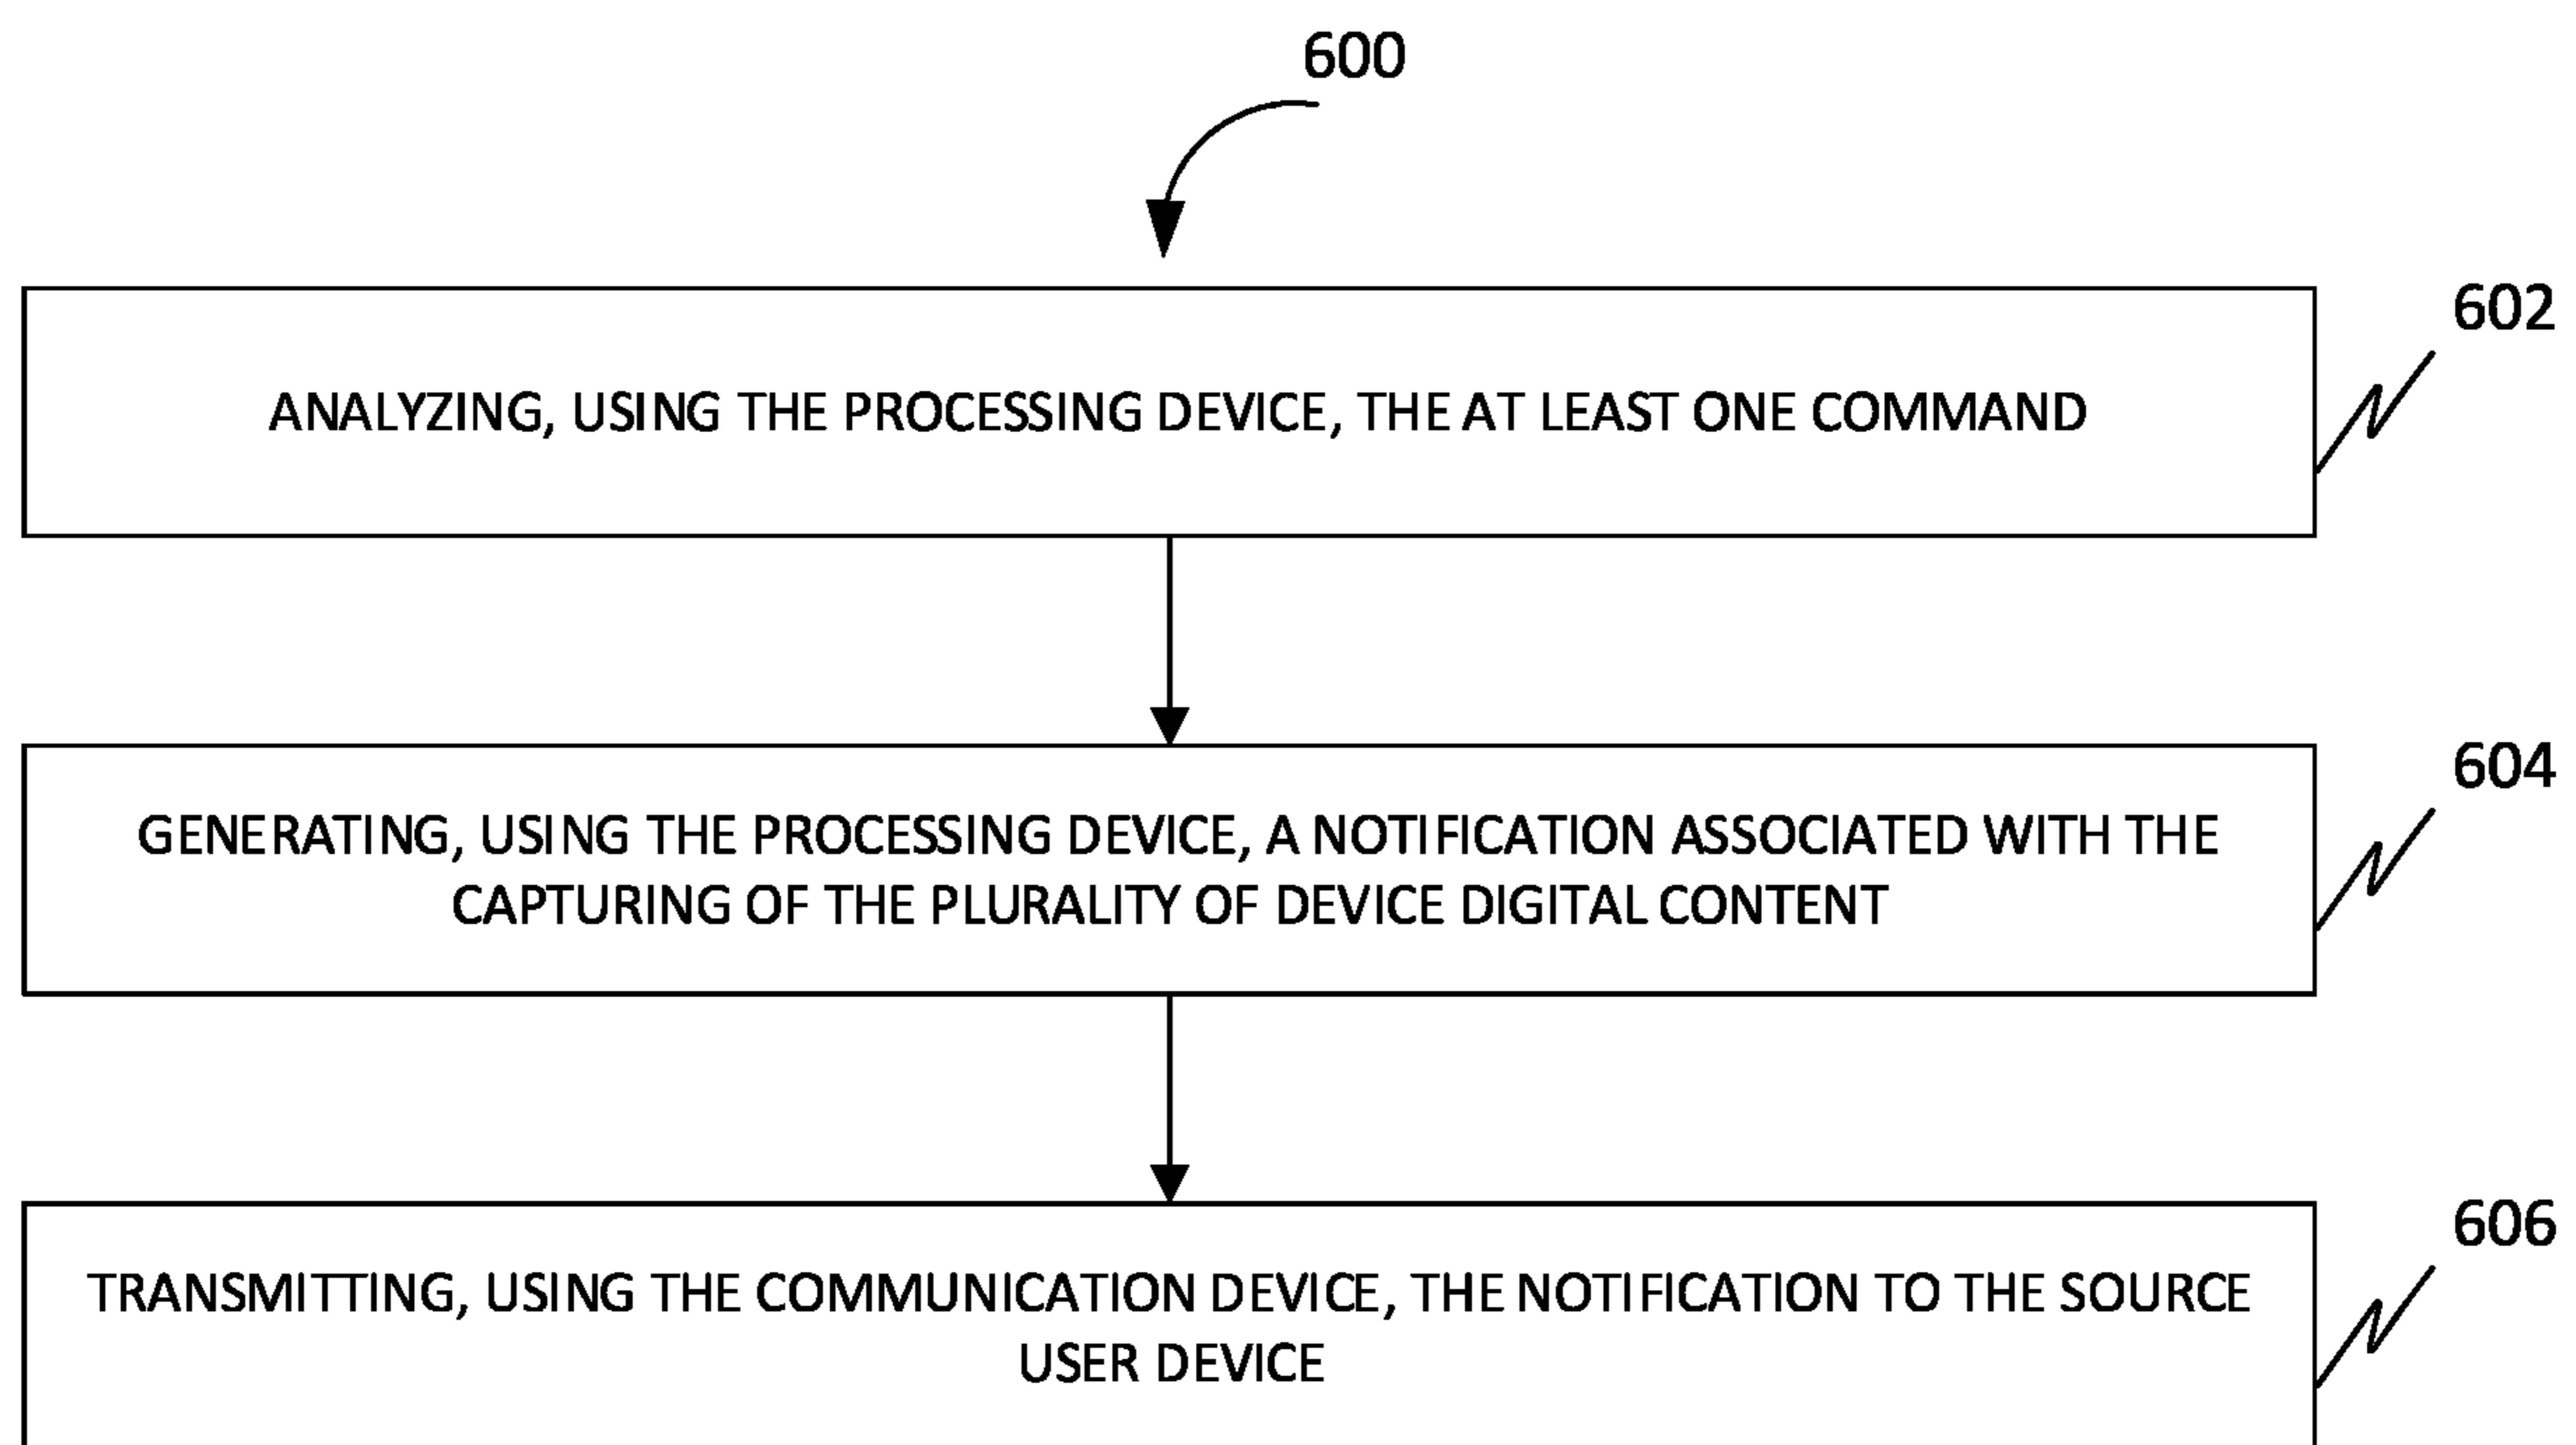 600
602
ANALYZING, USING THE PROCESSING DEVICE, THE AT LEAST ONE COMMAND
604
GENERATING, USING THE PROCESSING DEVICE, A NOTIFICATION ASSOCIATED WITH THE
CAPTURING OF THE PLURALITY OF DEVICE DIGITAL CONTENT
606
TRANSMITTING, USING THE COMMUNICATION DEVICE, THE NOTIFICATION TO THE SOURCE
USER DEVICE